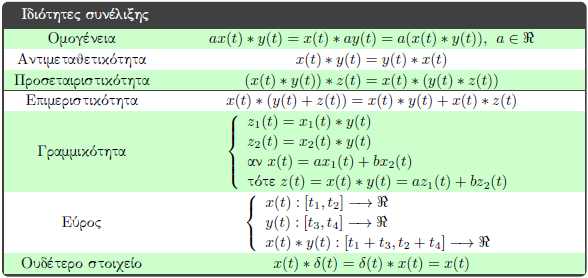 Ιδιότητες συνέλιξης
Ομογένεια ax(t) ∗ y(t) = x(t) ∗ ay(t) = a(x(t) ∗ y(t)), a ∈ ℜ
Αντιμεταθετικότητα x(t) ∗ y(t) = y(t) ∗ x(t)
Προσεταιριστικότητα (x(t) ∗ y(t)) ∗ z(t) = x(t) ∗ (y(t) ∗ z(t))
Επιμεριστικότητα x(t) ∗ (y(t) + z(t)) = x(t) ∗ y(t) + x(t) ∗ z(t)
z₁(t) = x₁(t) ∗ y(t)
z₂(t) = x₂(t) ∗ y(t)
Γραμμικότητα
αν x(t) = ax₁(t) + bx₂(t)
τότε z(t) = x(t) ∗ y(t) = az₁(t) + bz₂(t)
x(t) : [t₁, t₂] ⟶ ℜ
Εύρος y(t) : [t₃, t₄] ⟶ ℜ
x(t) ∗ y(t) : [t₁ + t₃, t₂ + t₄] ⟶ ℜ
Ουδέτερο στοιχείο x(t) ∗ δ(t) = δ(t) ∗ x(t) = x(t)